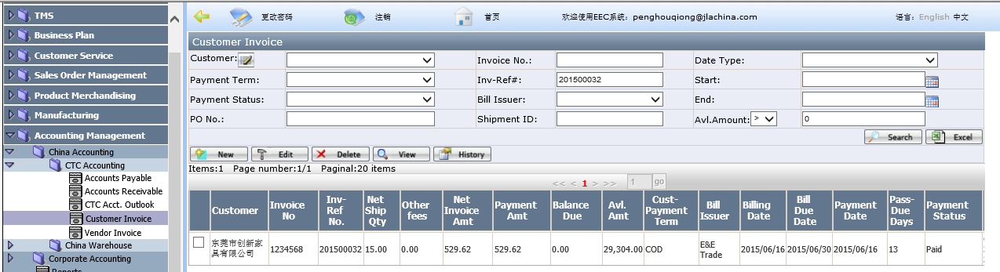 TMS
Business Plan
Customer Service
Sales Order Management
Product Merchandising
Manufacturing
Accounting Management
China Accounting
CTC Accounting
Accounts Payable
Accounts Receivable
CTC Acct. Outlook
Customer Invoice
Vendor Invoice
China Warehouse
Corporate Accounting
Reports
更改密码 注销 首页 欢迎使用EEC系统: penghouqiong@jlachina.com 语言: English 中文
Customer Invoice
Customer: Invoice No.: Date Type:
Payment Term: Inv-Ref#: 201500032 Start:
Payment Status: Bill Issuer: End:
PO No.: Shipment ID: Avl.Amount: > 0
Search Excel
New Edit Delete View History
Items:1 Page number:1/1 Paginal:20 items
<< < 1 > >> 1 go
Customer Invoice No Inv-Ref No. Net Ship Qty Other fees Net Invoice Amt Payment Amt Balance Due Avl. Amt Cust-Payment Term Bill Issuer Billing Date Bill Due Date Payment Date Pass-Due Days Payment Status
东莞市创新家具有限公司 1234568 201500032 15.00 0.00 529.62 529.62 0.00 29,304.00 COD E&E Trade 2015/06/16 2015/06/30 2015/06/16 13 Paid